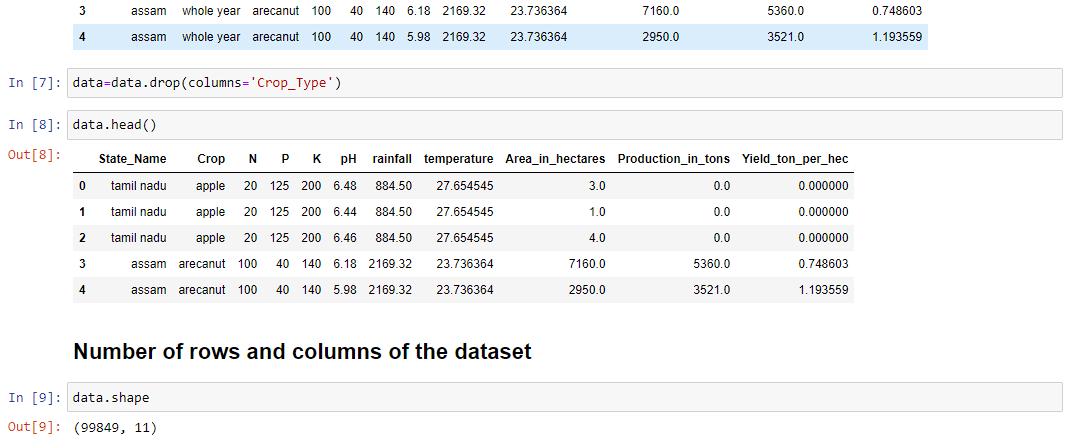 3 assam whole year arecanut 100 40 140 6.18 2169.32 23.736364 7160.0 5360.0 0.748603
4 assam whole year arecanut 100 40 140 5.98 2169.32 23.736364 2950.0 3521.0 1.193559
In [7]: data=data.drop(columns='Crop_Type')
In [8]: data.head()
Out[8]:
State_Name Crop N P K pH rainfall temperature Area_in_hectares Production_in_tons Yield_ton_per_hec
0 tamil nadu apple 20 125 200 6.48 884.50 27.654545 3.0 0.0 0.000000
1 tamil nadu apple 20 125 200 6.44 884.50 27.654545 1.0 0.0 0.000000
2 tamil nadu apple 20 125 200 6.46 884.50 27.654545 4.0 0.0 0.000000
3 assam arecanut 100 40 140 6.18 2169.32 23.736364 7160.0 5360.0 0.748603
4 assam arecanut 100 40 140 5.98 2169.32 23.736364 2950.0 3521.0 1.193559
Number of rows and columns of the dataset
In [9]: data.shape
Out[9]: (99849, 11)